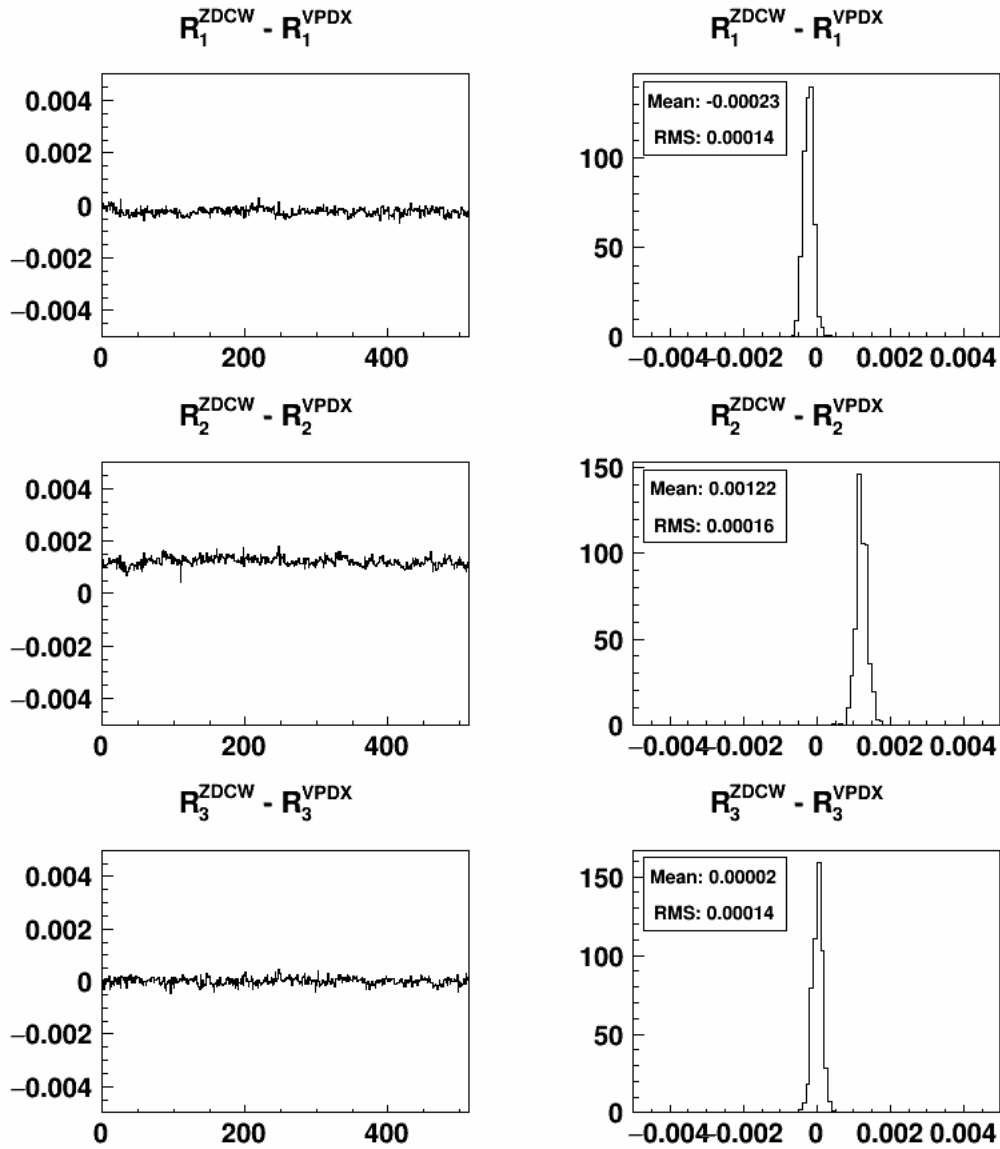 R₁^ZDCW - R₁^VPDX
R₁^ZDCW - R₁^VPDX
0.004
0.002
0
−0.002
−0.004
0 200 400
Mean: -0.00023
RMS: 0.00014
100
50
0
−0.004 -0.002 0 0.002 0.004
R₂^ZDCW - R₂^VPDX
R₂^ZDCW - R₂^VPDX
0.004
0.002
0
−0.002
−0.004
0 200 400
Mean: 0.00122
RMS: 0.00016
150
100
50
0
−0.004 -0.002 0 0.002 0.004
R₃^ZDCW - R₃^VPDX
R₃^ZDCW - R₃^VPDX
0.004
0.002
0
−0.002
−0.004
0 200 400
Mean: 0.00002
RMS: 0.00014
150
100
50
0
−0.004 -0.002 0 0.002 0.004